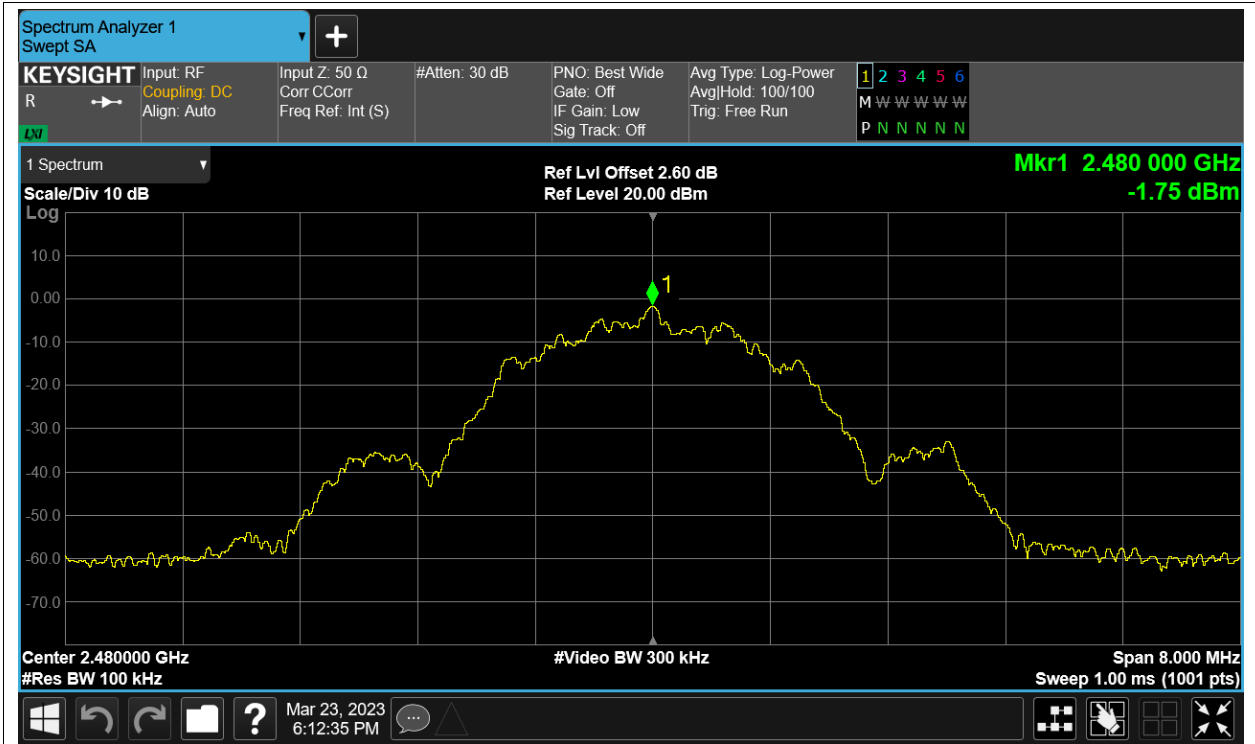 Spectrum Analyzer 1
Swept SA
KEYSIGHT
R
LXI
Input: RF
Coupling: DC
Align: Auto
Input Z: 50 Ω
Corr CCorr
Freq Ref: Int (S)
#Atten: 30 dB
PNO: Best Wide
Gate: Off
IF Gain: Low
Sig Track: Off
Avg Type: Log-Power
Avg|Hold: 100/100
Trig: Free Run
1 2 3 4 5 6
M W W W W W
P N N N N N
1 Spectrum
Scale/Div 10 dB
Log
Ref Lvl Offset 2.60 dB
Ref Level 20.00 dBm
Mkr1 2.480 000 GHz
-1.75 dBm
1
10.0
0.00
-10.0
-20.0
-30.0
-40.0
-50.0
-60.0
-70.0
Center 2.480000 GHz
#Video BW 300 kHz
Span 8.000 MHz
#Res BW 100 kHz
Sweep 1.00 ms (1001 pts)
?
Mar 23, 2023
6:12:35 PM